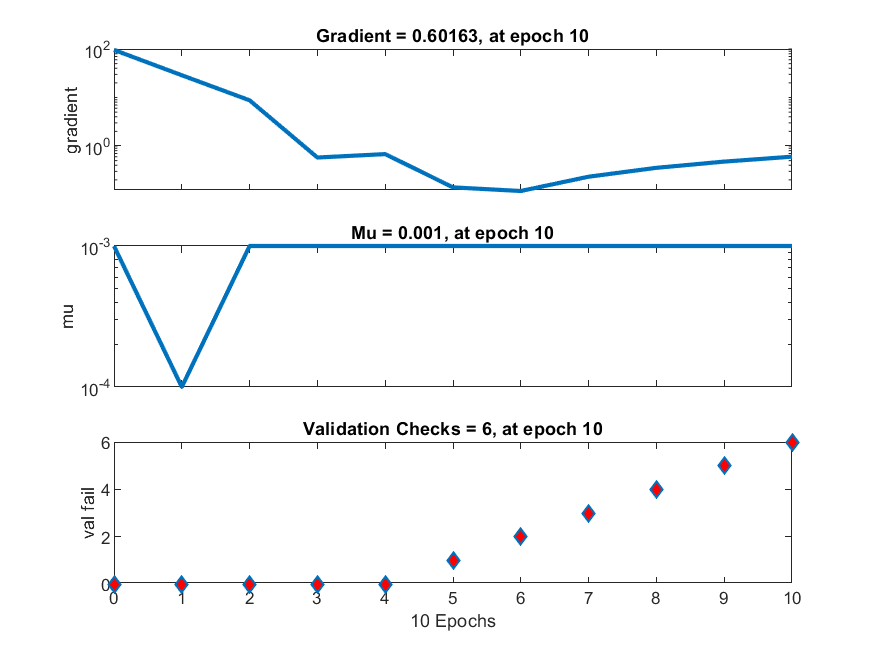 Gradient = 0.60163, at epoch 10
10^2
10^0
gradient
Mu = 0.001, at epoch 10
10^-3
10^-4
mu
Validation Checks = 6, at epoch 10
6
4
2
0
val fail
0 1 2 3 4 5 6 7 8 9 10
10 Epochs